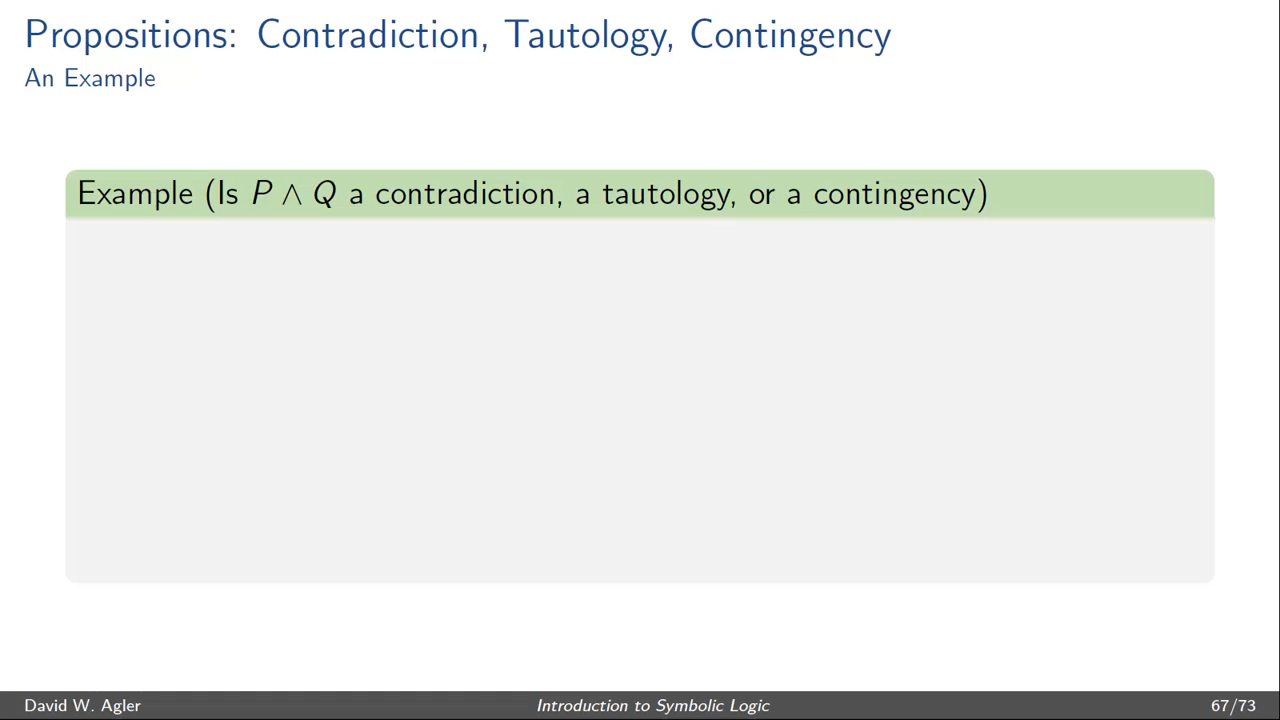 Propositions: Contradiction, Tautology, Contingency
An Example
Example (Is P ∧ Q a contradiction, a tautology, or a contingency)
David W. Agler
Introduction to Symbolic Logic
67/73